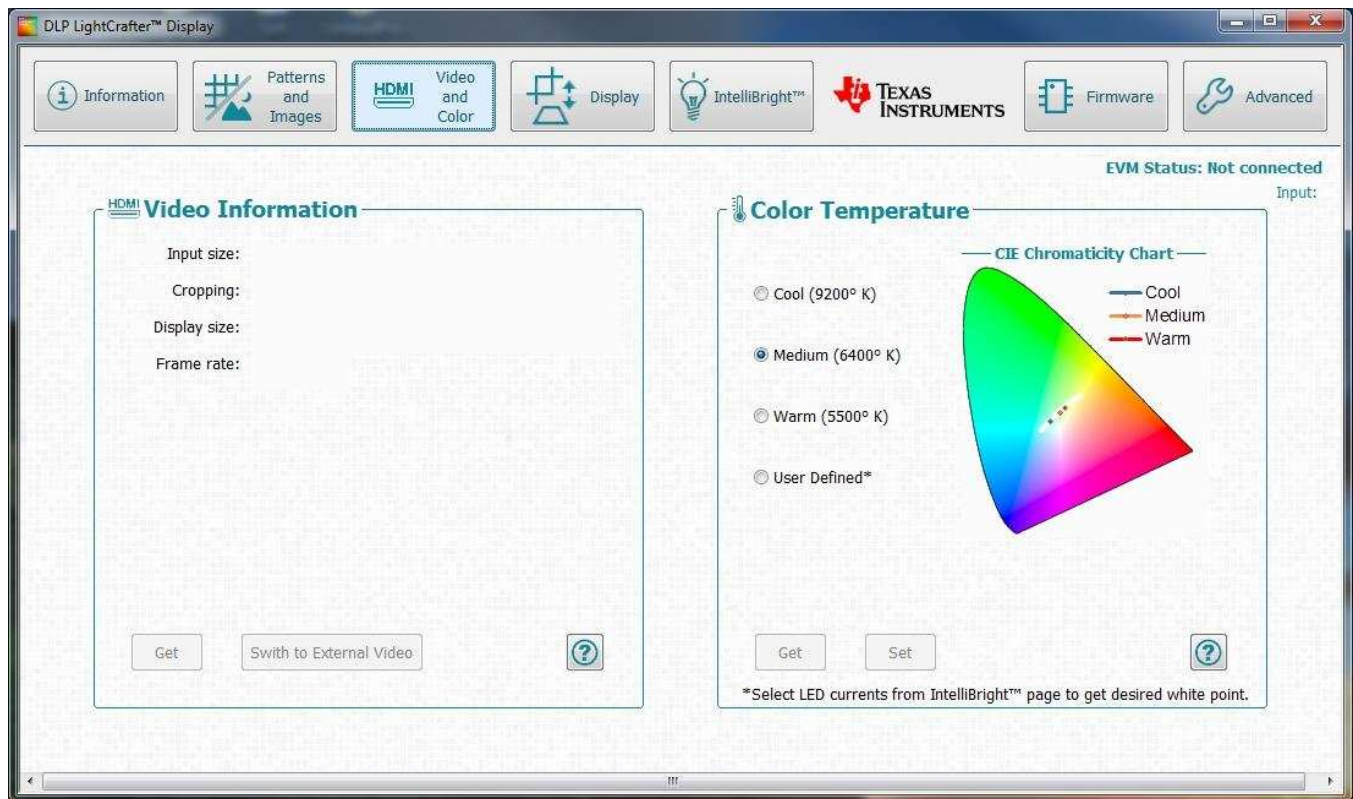 DLP LightCrafter™ Display
Information
Patterns
and
Images
HDMI
Video
and
Color
Display
IntelliBright™
TEXAS
INSTRUMENTS
Firmware
Advanced
EVM Status: Not connected
Input:
HDMI Video Information
Input size:
Cropping:
Display size:
Frame rate:
Get
Swith to External Video
?
Color Temperature
Cool (9200° K)
Medium (6400° K)
Warm (5500° K)
User Defined*
CIE Chromaticity Chart
Cool
Medium
Warm
Get
Set
?
*Select LED currents from IntelliBright™ page to get desired white point.